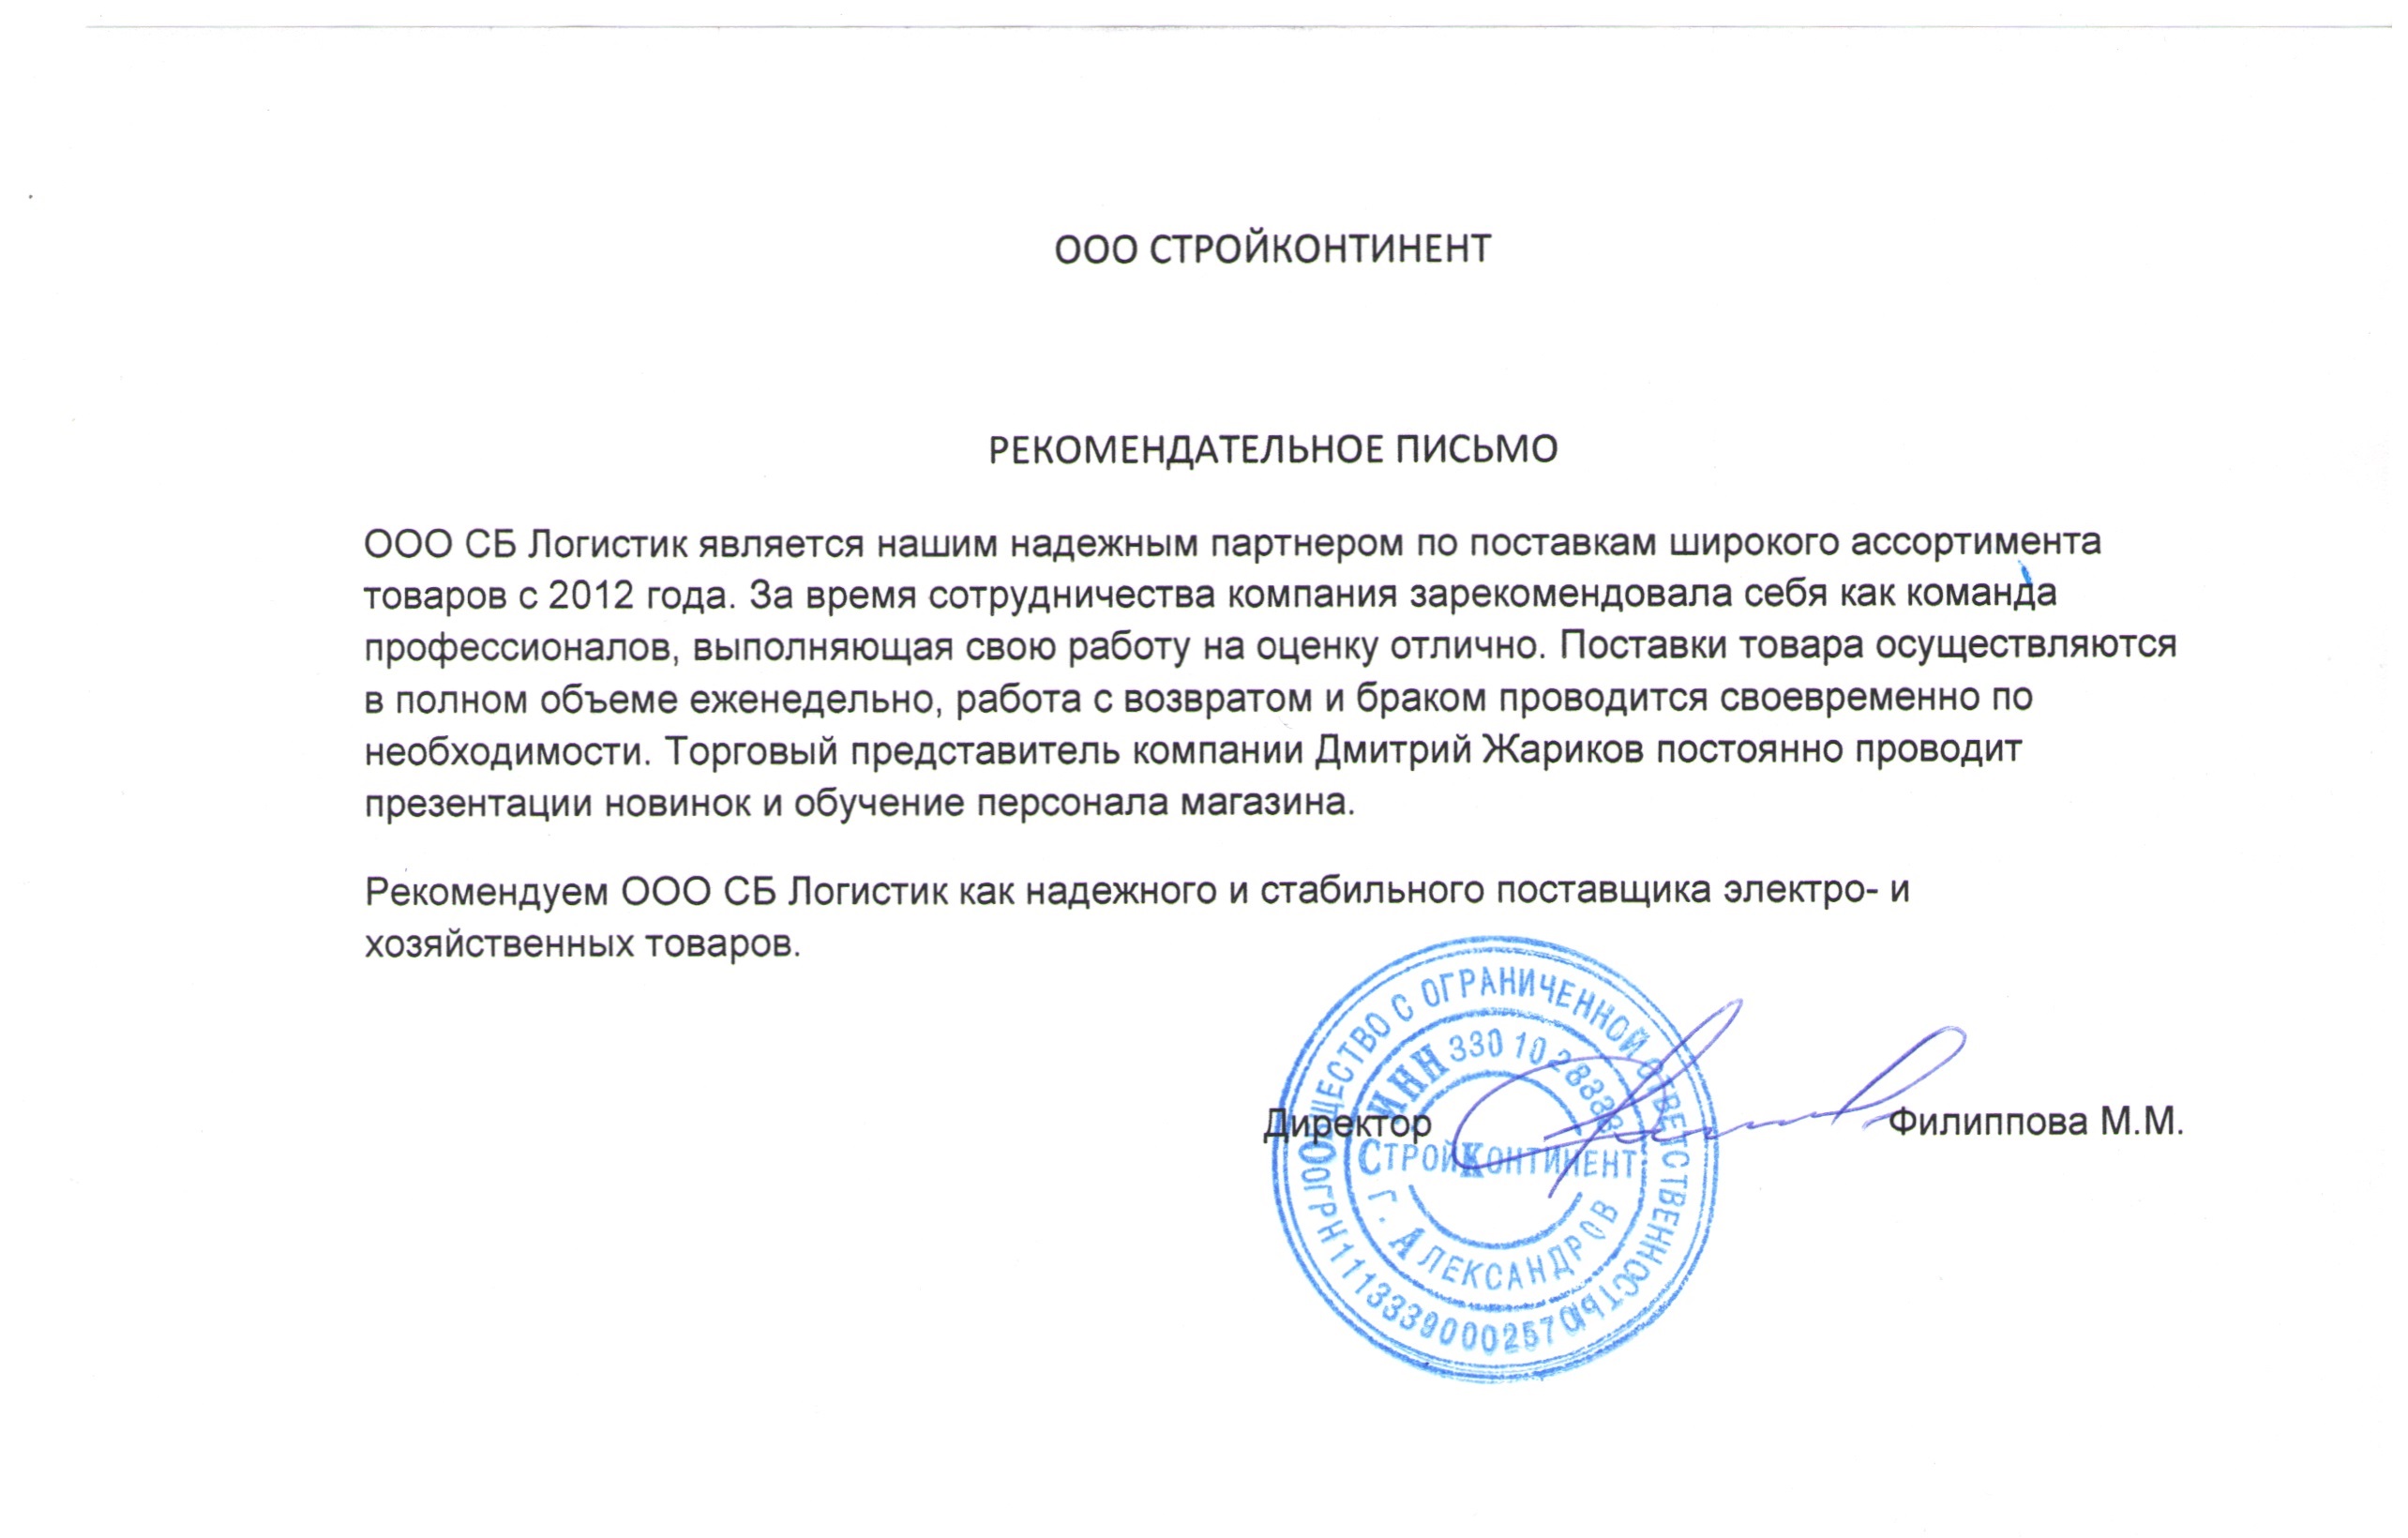 ООО СТРОЙКОНТИНЕНТ
РЕКОМЕНДАТЕЛЬНОЕ ПИСЬМО
ООО СБ Логистик является нашим надежным партнером по поставкам широкого ассортимента
товаров с 2012 года. За время сотрудничества компания зарекомендовала себя как команда
профессионалов, выполняющая свою работу на оценку отлично. Поставки товара осуществляются
в полном объеме еженедельно, работа с возвратом и браком проводится своевременно по
необходимости. Торговый представитель компании Дмитрий Жариков постоянно проводит
презентации новинок и обучение персонала магазина.
Рекомендуем ООО СБ Логистик как надежного и стабильного поставщика электро- и
хозяйственных товаров.
Директор
Филиппова М.М.
ОБЩЕСТВО С ОГРАНИЧЕННОЙ ОТВЕТСТВЕННОСТЬЮ
ИНН
СТРОЙКОНТИНЕНТ
Г. АЛЕКСАНДРОВ
ОГРН